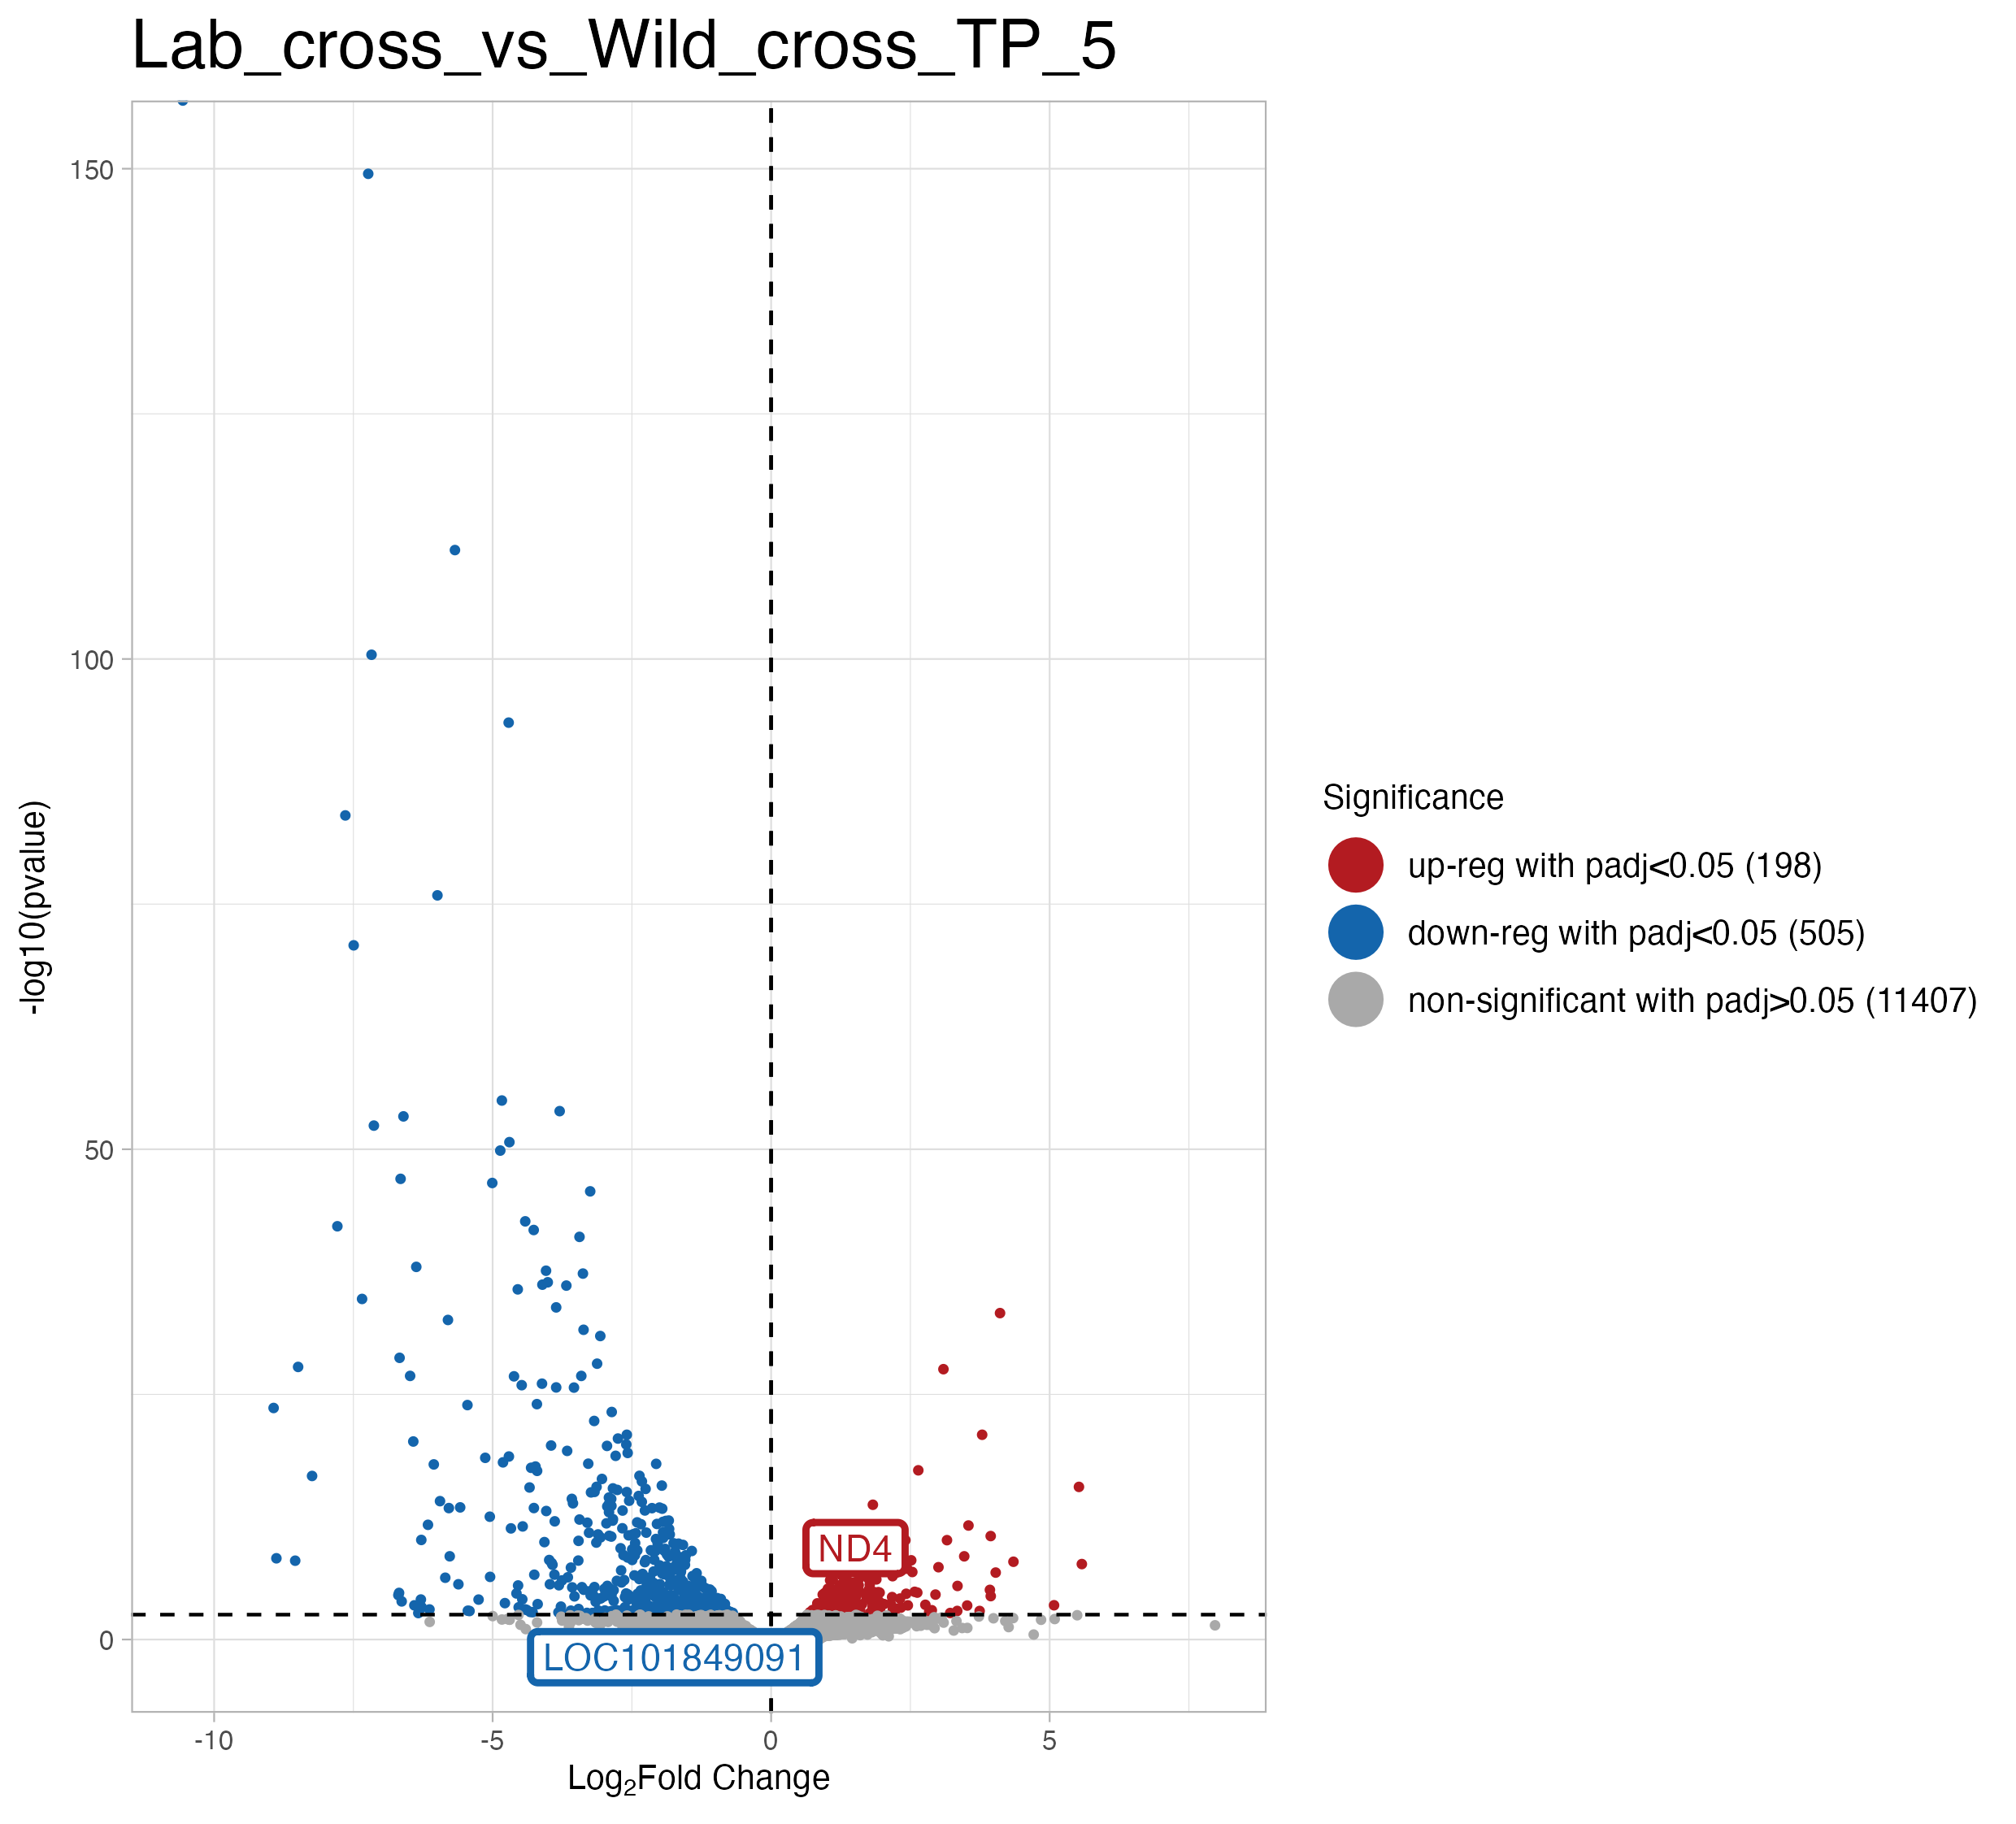 Lab_cross_vs_Wild_cross_TP_5
150
100
50
0
-log10(pvalue)
ND4
LOC101849091
-10
-5
0
5
Log₂Fold Change
Significance
up-reg with padj<0.05 (198)
down-reg with padj<0.05 (505)
non-significant with padj>0.05 (11407)